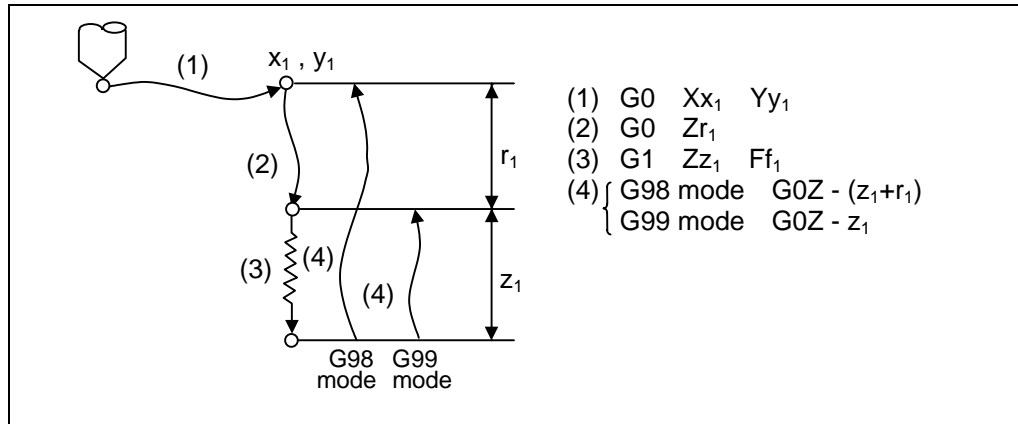 (1)
x₁ , y₁
(2)
r₁
(3)
(4)
(4)
z₁
G98
mode
G99
mode
(1) G0 Xx₁ Yy₁
(2) G0 Zr₁
(3) G1 Zz₁ Ff₁
(4) G98 mode G0Z - (z₁+r₁)
G99 mode G0Z - z₁